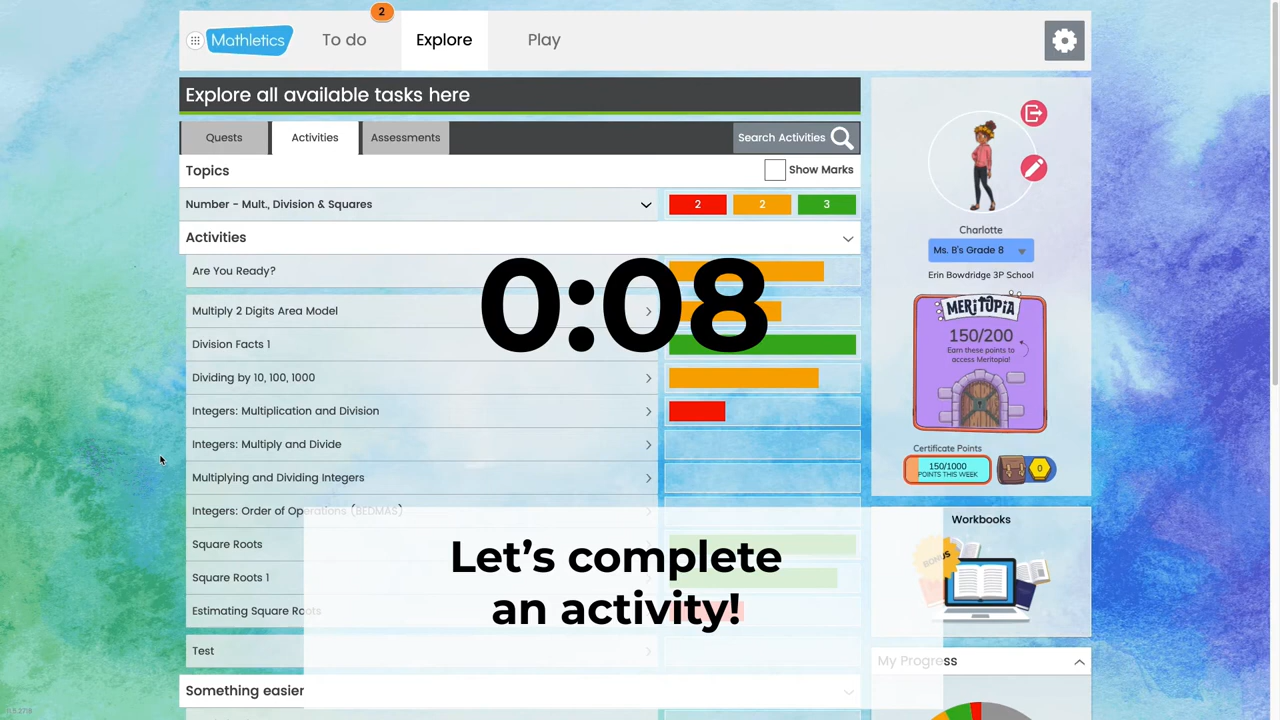 2
Mathletics
To do
Explore
Play
Explore all available tasks here
Quests
Activities
Assessments
Search Activities
Topics
Show Marks
Number - Mult., Division & Squares
2
2
3
Activities
Are You Ready?
0:08
Multiply 2 Digits Area Model
Division Facts 1
Dividing by 10, 100, 1000
Integers: Multiplication and Division
Integers: Multiply and Divide
Multiplying and Dividing Integers
Integers: Order of Operations (BEDMAS)
Square Roots
Square Roots 1
Estimating Square Roots
Test
Something easier
Let's complete
an activity!
Charlotte
Ms. B's Grade 8
Erin Bowdridge 3P School
MERITOPIA
150/200
Earn these points to
access Meritopia!
Certificate Points
150/1000
POINTS THIS WEEK
0
Workbooks
BONUS
My Progress